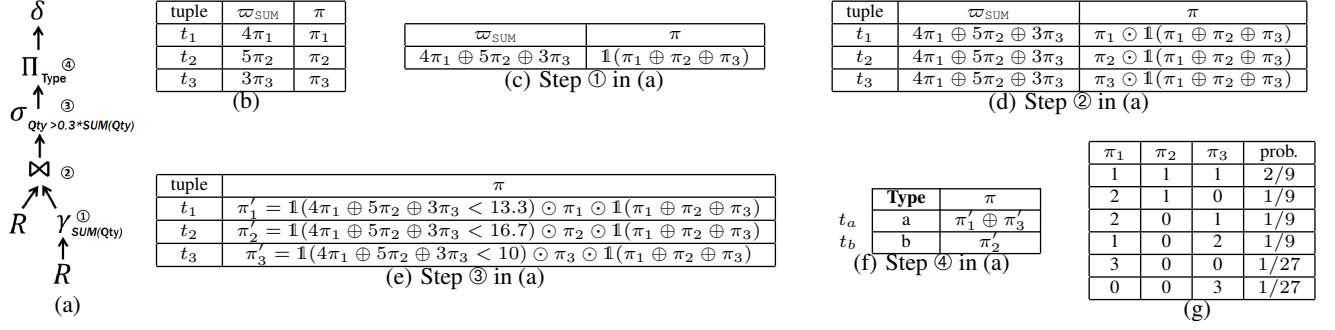 δ
Π Type ④
σ Qty >0.3*SUM(Qty) ③
⋈ ②
R γ SUM(Qty) ①
R
(a)
tuple ϖ_SUM π
t₁ 4π₁ π₁
t₂ 5π₂ π₂
t₃ 3π₃ π₃
(b)
ϖ_SUM π
4π₁ ⊕ 5π₂ ⊕ 3π₃ 𝟙(π₁ ⊕ π₂ ⊕ π₃)
(c) Step ① in (a)
tuple ϖ_SUM π
t₁ 4π₁ ⊕ 5π₂ ⊕ 3π₃ π₁ ⊙ 𝟙(π₁ ⊕ π₂ ⊕ π₃)
t₂ 4π₁ ⊕ 5π₂ ⊕ 3π₃ π₂ ⊙ 𝟙(π₁ ⊕ π₂ ⊕ π₃)
t₃ 4π₁ ⊕ 5π₂ ⊕ 3π₃ π₃ ⊙ 𝟙(π₁ ⊕ π₂ ⊕ π₃)
(d) Step ② in (a)
tuple π
t₁ π′₁ = 𝟙(4π₁ ⊕ 5π₂ ⊕ 3π₃ < 13.3) ⊙ π₁ ⊙ 𝟙(π₁ ⊕ π₂ ⊕ π₃)
t₂ π′₂ = 𝟙(4π₁ ⊕ 5π₂ ⊕ 3π₃ < 16.7) ⊙ π₂ ⊙ 𝟙(π₁ ⊕ π₂ ⊕ π₃)
t₃ π′₃ = 𝟙(4π₁ ⊕ 5π₂ ⊕ 3π₃ < 10) ⊙ π₃ ⊙ 𝟙(π₁ ⊕ π₂ ⊕ π₃)
(e) Step ③ in (a)
Type π
t_a a π′₁ ⊕ π′₃
t_b b π′₂
(f) Step ④ in (a)
π₁ π₂ π₃ prob.
1 1 1 2/9
2 1 0 1/9
2 0 1 1/9
1 0 2 1/9
3 0 0 1/27
0 0 3 1/27
(g)